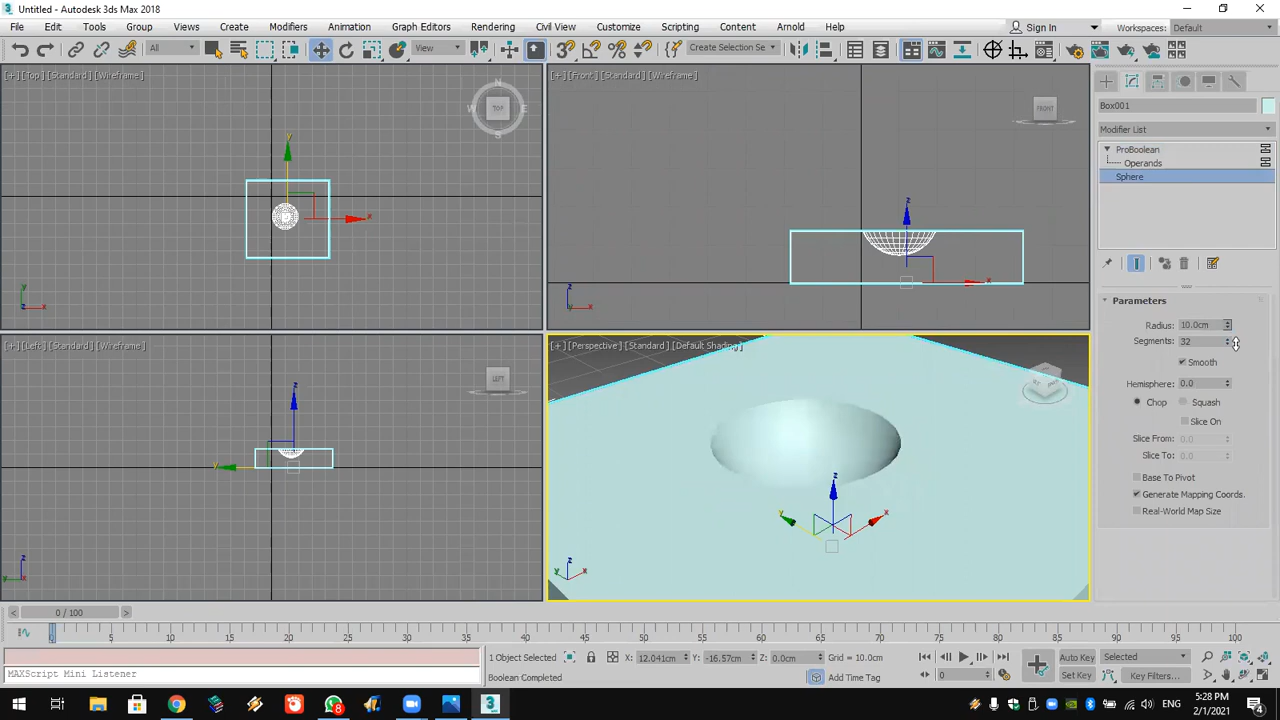 Untitled - Autodesk 3ds Max 2018
File Edit Tools Group Views Create Modifiers Animation Graph Editors Rendering Civil View Customize Scripting Content Arnold Help Sign In Workspaces: Default
All View Create Selection Se
[+] [Top] [Standard] [Wireframe]
N
W TOP E
S
y
x
y
x
[+] [Front] [Standard] [Wireframe]
FRONT
z
x
z
x
[+] [Left] [Standard] [Wireframe]
LEFT
z
y
z
y
[+] [Perspective] [Standard] [Default Shading]
z
y x
z
y x
Box001
Modifier List
ProBoolean
Operands
Sphere
Parameters
Radius: 10.0cm
Segments: 32
Smooth
Hemisphere: 0.0
Chop Squash
Slice On
Slice From: 0.0
Slice To: 0.0
Base To Pivot
Generate Mapping Coords.
Real-World Map Size
< 0 / 100 >
0 5 10 15 20 25 30 35 40 45 50 55 60 65 70 75 80 85 90 95 100
1 Object Selected X: 12.041cm Y: -16.57cm Z: 0.0cm Grid = 10.0cm Auto Key Selected
MAXScript Mini Listener Boolean Completed Add Time Tag 0 Set Key Key Filters...
8
3
ENG 5:28 PM
2/1/2021
4